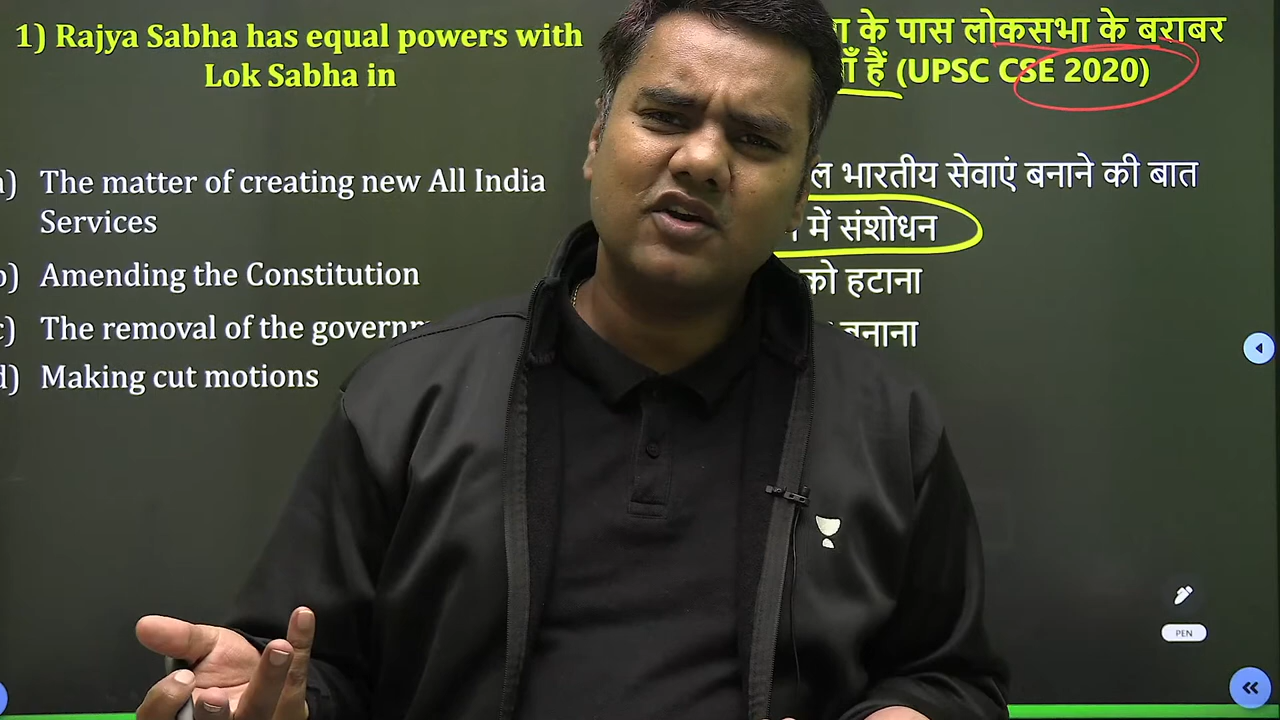 1) Rajya Sabha has equal powers with
Lok Sabha in
The matter of creating new All India
Services
Amending the Constitution
The removal of the
Making cut motions
के पास लोकसभा के बराबर
हैं (UPSC CSE 2020)
भारतीय सेवाएं बनाने की बात
में संशोधन
को हटाना
बनाना
PEN